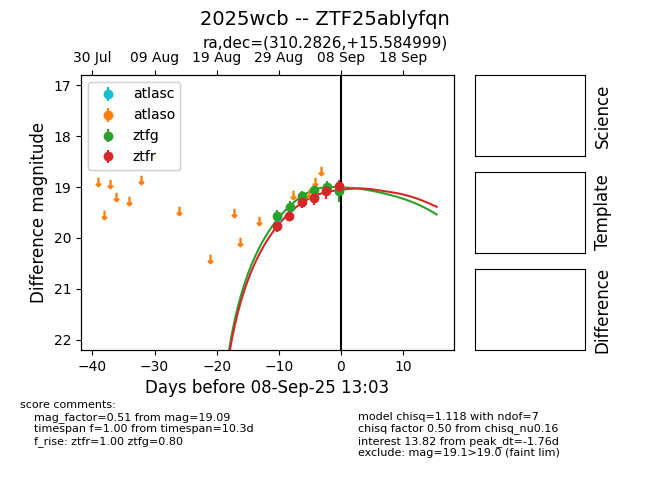 2025wcb -- ZTF25ablyfqn
ra,dec=(310.2826,+15.584999)
30 Jul 09 Aug 19 Aug 29 Aug 08 Sep 18 Sep
17
18
19
20
21
22
Difference magnitude
atlasc
atlaso
ztfg
ztfr
−40 −30 −20 −10 0 10
Days before 08-Sep-25 13:03
Science
Template
Difference
score comments:
mag_factor=0.51 from mag=19.09
timespan f=1.00 from timespan=10.3d
f_rise: ztfr=1.00 ztfg=0.80
model chisq=1.118 with ndof=7
chisq factor 0.50 from chisq_nu0.16
interest 13.82 from peak_dt=-1.76d
exclude: mag=19.1>19.0 (faint lim)